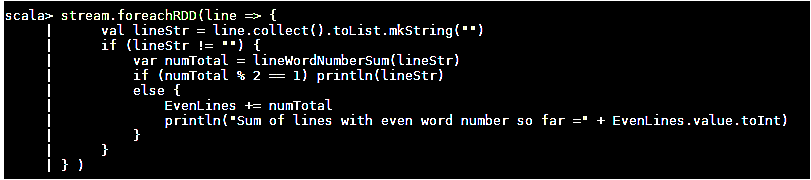 scala> stream.foreachRDD(line => {
     |     val lineStr = line.collect().toList.mkString("")
     |     if (lineStr != "") {
     |         var numTotal = lineWordNumberSum(lineStr)
     |         if (numTotal % 2 == 1) println(lineStr)
     |         else {
     |             EvenLines += numTotal
     |             println("Sum of lines with even word number so far =" + EvenLines.value.toInt)
     |         }
     |     }
     | } )